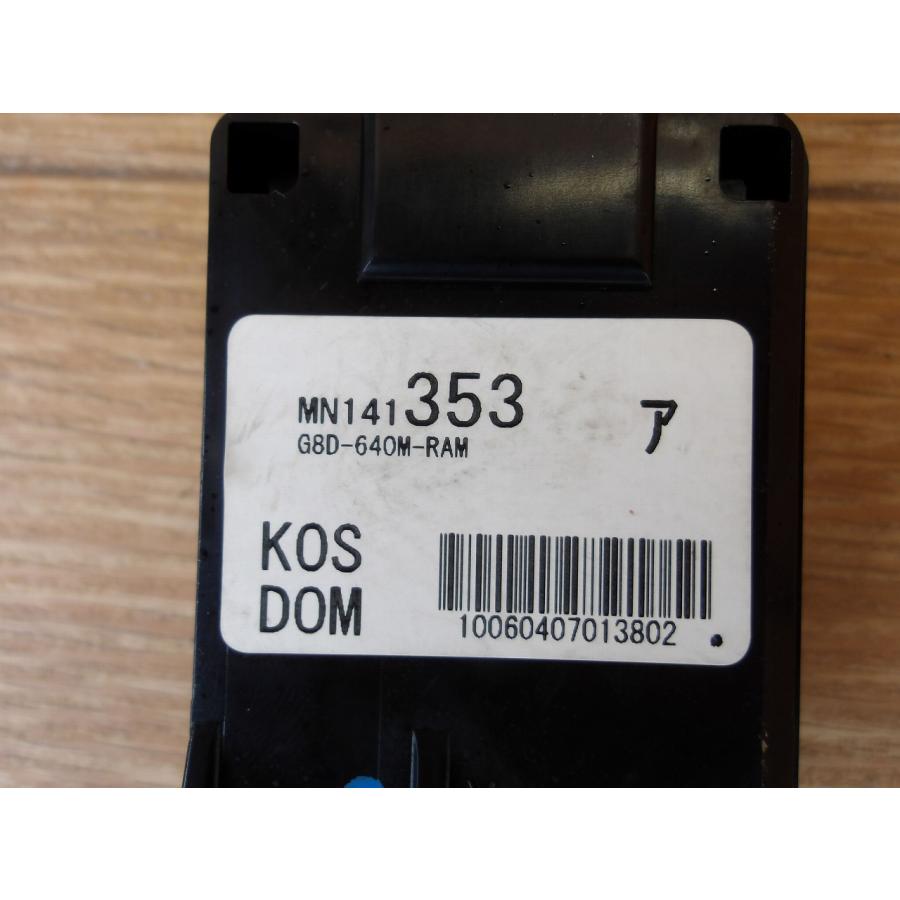 MN141353 ア
G8D-640M-RAM
KOS
DOM
10060407013802